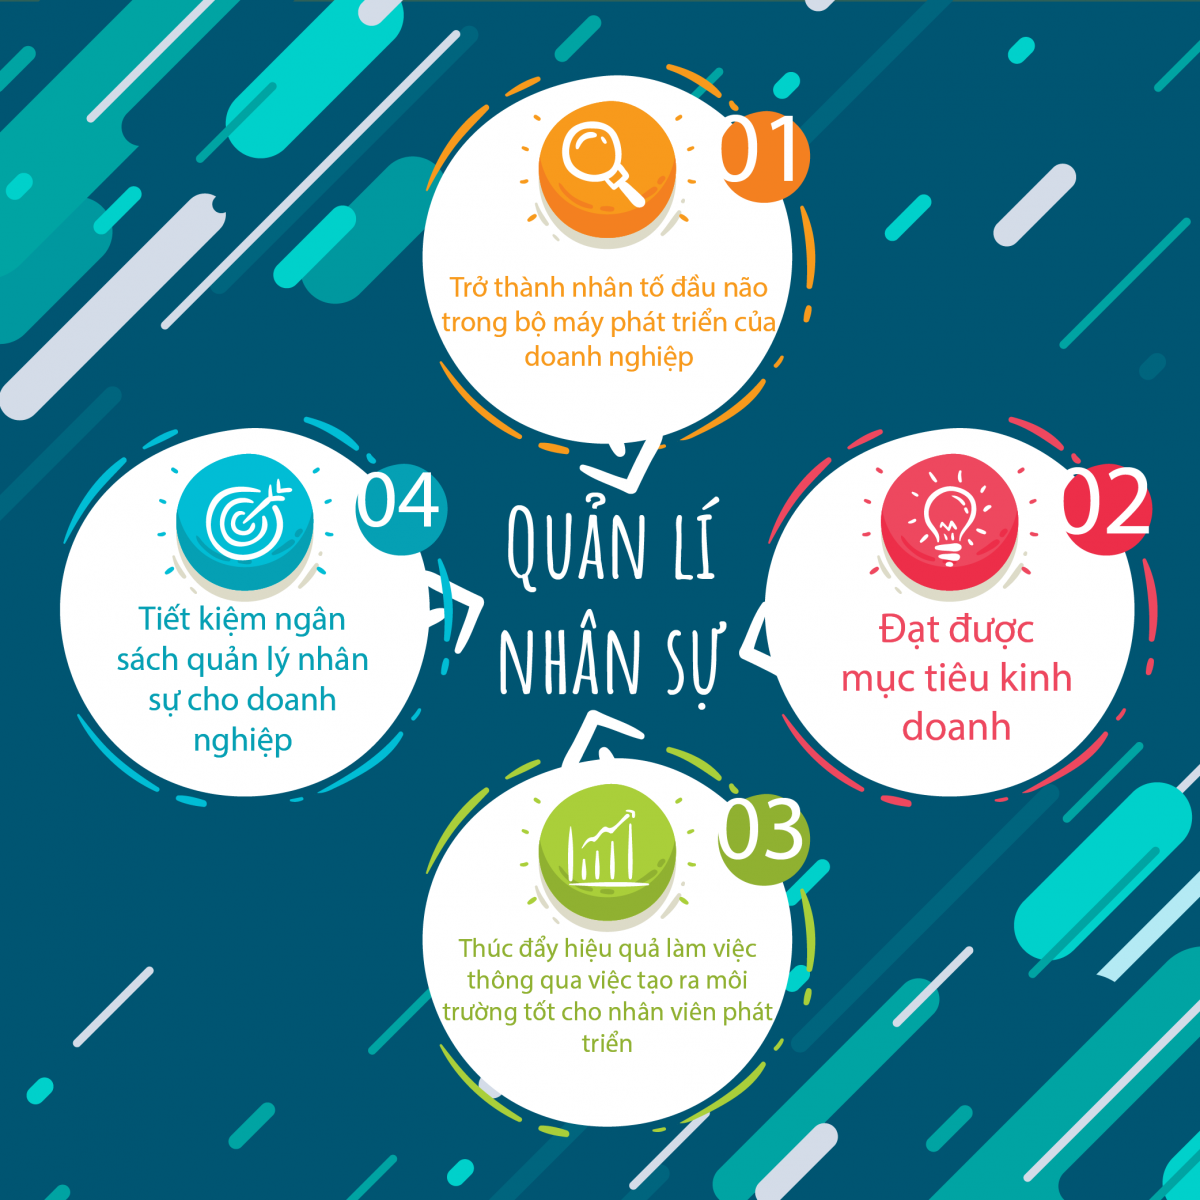 01
Trở thành nhân tố đầu não
trong bộ máy phát triển của
doanh nghiệp
04
Tiết kiệm ngân
sách quản lý nhân
sự cho doanh
nghiệp
QUẢN LÍ
NHÂN SỰ
02
Đạt được
mục tiêu kinh
doanh
03
Thúc đẩy hiệu quả làm việc
thông qua việc tạo ra môi
trường tốt cho nhân viên phát
triển